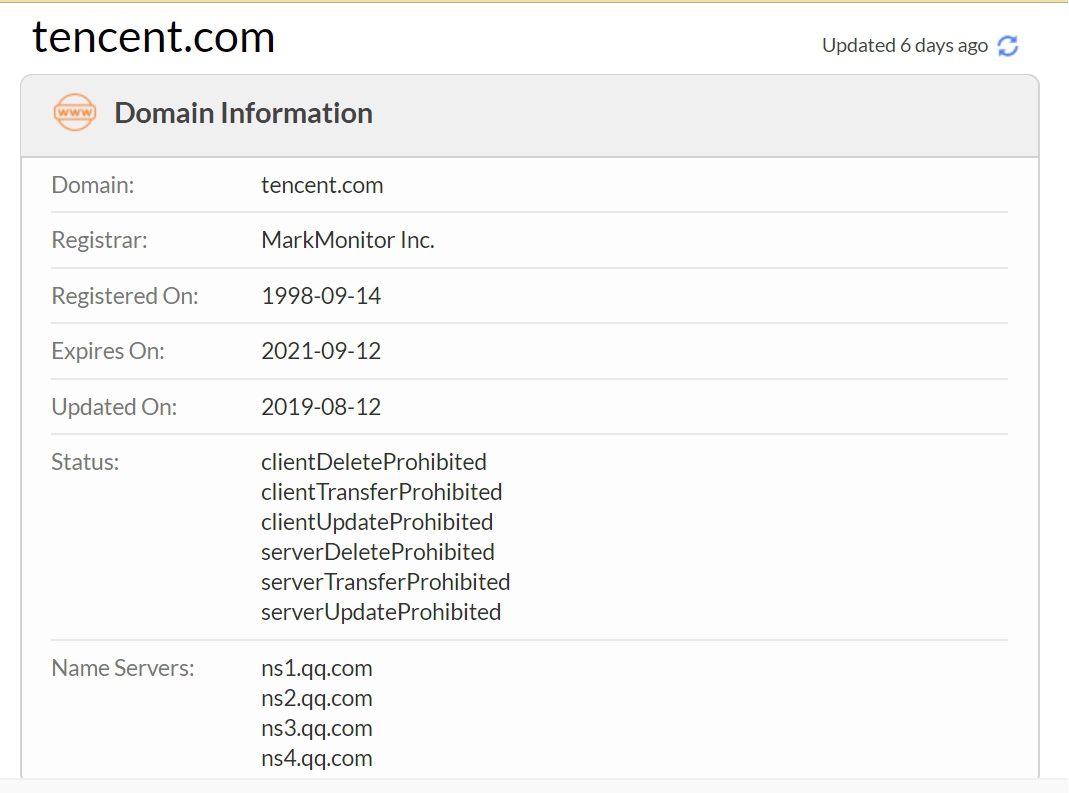 tencent.com
Updated 6 days ago
www
Domain Information
Domain: tencent.com
Registrar: MarkMonitor Inc.
Registered On: 1998-09-14
Expires On: 2021-09-12
Updated On: 2019-08-12
Status: clientDeleteProhibited
clientTransferProhibited
clientUpdateProhibited
serverDeleteProhibited
serverTransferProhibited
serverUpdateProhibited
Name Servers: ns1.qq.com
ns2.qq.com
ns3.qq.com
ns4.qq.com